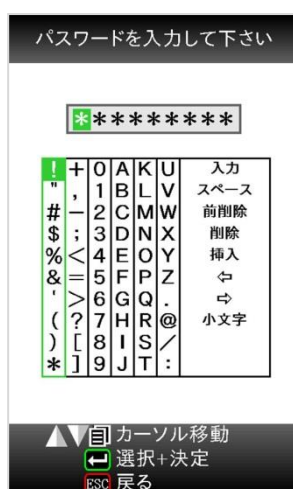 パスワードを入力して下さい
*********
! + 0 A K U 入力
" , 1 B L V スペース
# − 2 C M W 前削除
$ ; 3 D N X 削除
% < 4 E O Y 挿入
& = 5 F P Z ⇦
' > 6 G Q . ⇨
( ? 7 H R @ 小文字
) [ 8 I S /
* ] 9 J T :
カーソル移動
選択+決定
ESC 戻る